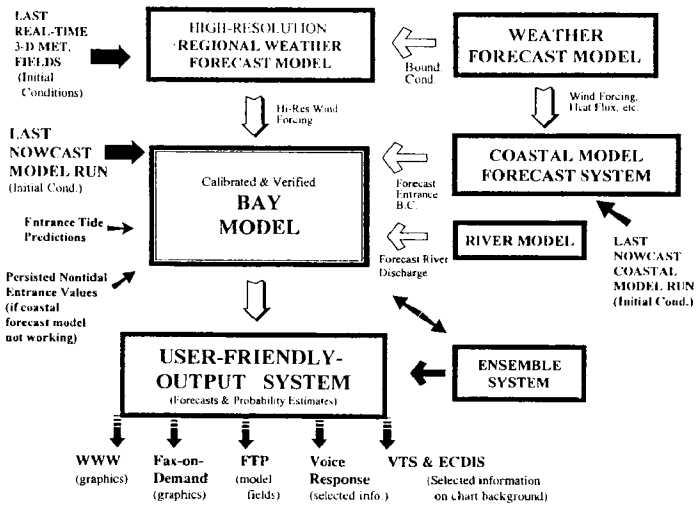 LAST
REAL-TIME
3-D MET.
FIELDS
(Initial
Conditions)
HIGH-RESOLUTION
REGIONAL WEATHER
FORECAST MODEL
Bound.
Cond.
WEATHER
FORECAST MODEL
Hi-Res Wind
Forcing
Wind Forcing,
Heat Flux, etc.
LAST
NOWCAST
MODEL RUN
(Initial Cond.)
Calibrated & Verified
BAY
MODEL
Forecast
Entrance
B.C.
COASTAL MODEL
FORECAST SYSTEM
Entrance Tide
Predictions
RIVER MODEL
Forecast River
Discharge
LAST
NOWCAST
COASTAL
MODEL RUN
(Initial Cond.)
Persisted Nontidal
Entrance Values
(if coastal
forecast model
not working)
USER-FRIENDLY-
OUTPUT SYSTEM
(Forecasts & Probability Estimates)
ENSEMBLE
SYSTEM
WWW
(graphics)
Fax-on-
Demand
(graphics)
FTP
(model
fields)
Voice
Response
(selected info.)
VTS & ECDIS
(Selected information
on chart background)